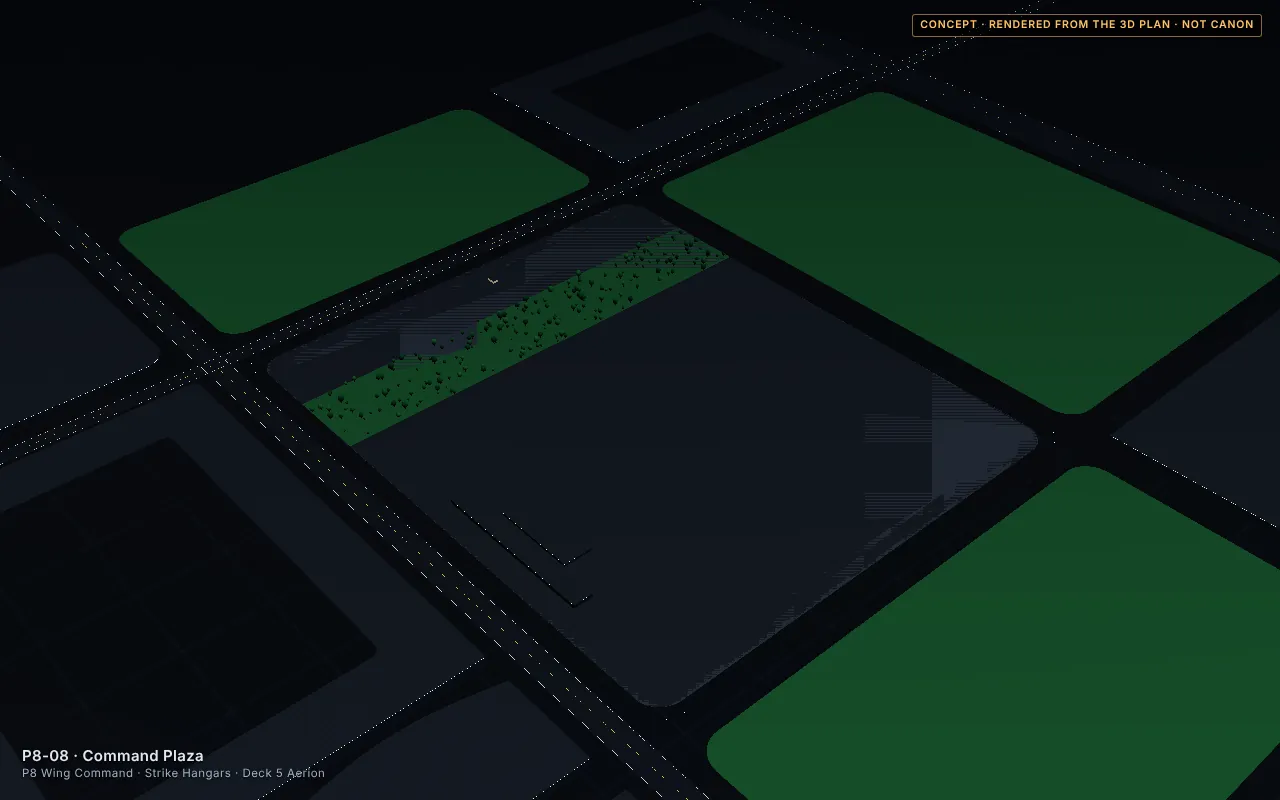 CONCEPT · RENDERED FROM THE 3D PLAN · NOT CANON
P8-08 · Command Plaza
P8 Wing Command · Strike Hangars · Deck 5 Aerion